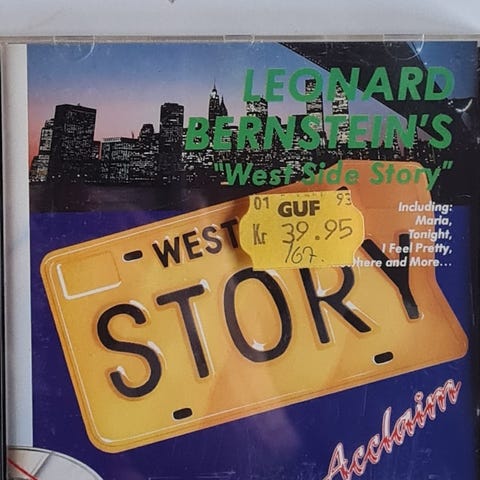 LEONARD
BERNSTEIN'S
"West Side Story"
Including:
Maria,
Tonight,
I Feel Pretty,
and More...
01 93
GUF
Kr 39.95
167.
WEST
STORY
Acclaim